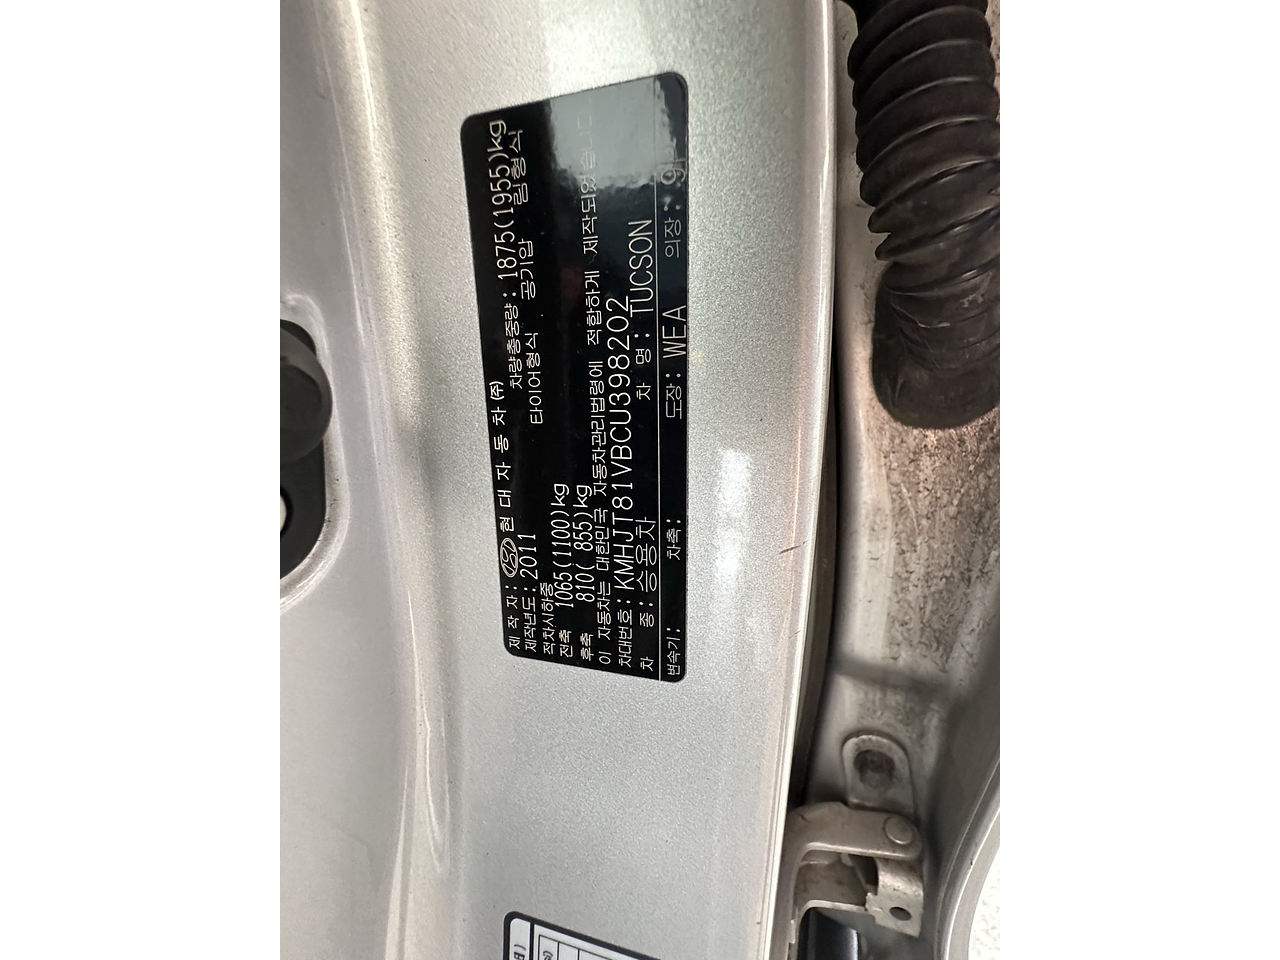 제 작 자 : 현 대 자 동 차 (주)
제작년도 : 2011 차량총중량 : 1875(1955)kg
적차시하중 타이어형식 공기압 림형식
전축 1065(1100)kg
후축 810( 855)kg
이 자동차는 대한민국 자동차관리법령에 적합하게 제작되었습니다
차대번호 : KMHJT81VBCU398202
차 종 : 승용차 차 명 : TUCSON
변속기 : 차축 : 도장 : WEA 의장 :